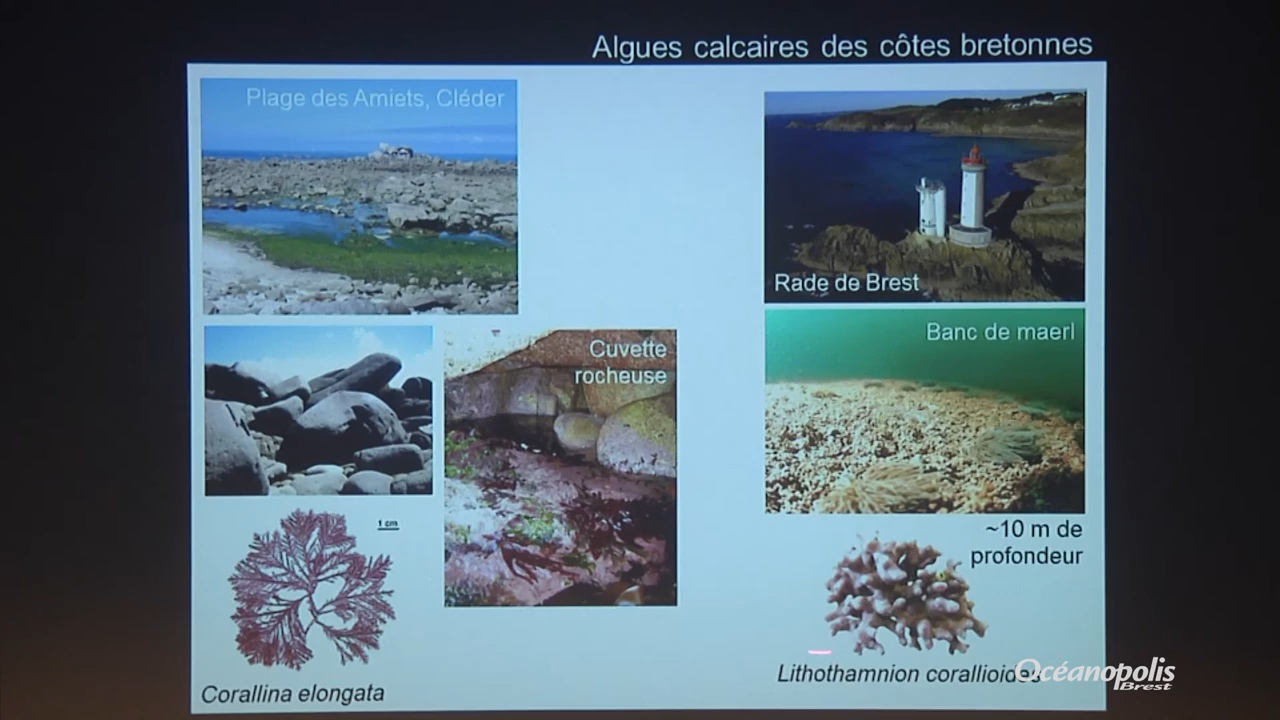 Algues calcaires des côtes bretonnes
Plage des Amiets, Cléder
Cuvette
rocheuse
1 cm
Corallina elongata
Rade de Brest
Banc de maerl
~10 m de
profondeur
Lithothamnion corallioides
Océanopolis
Brest